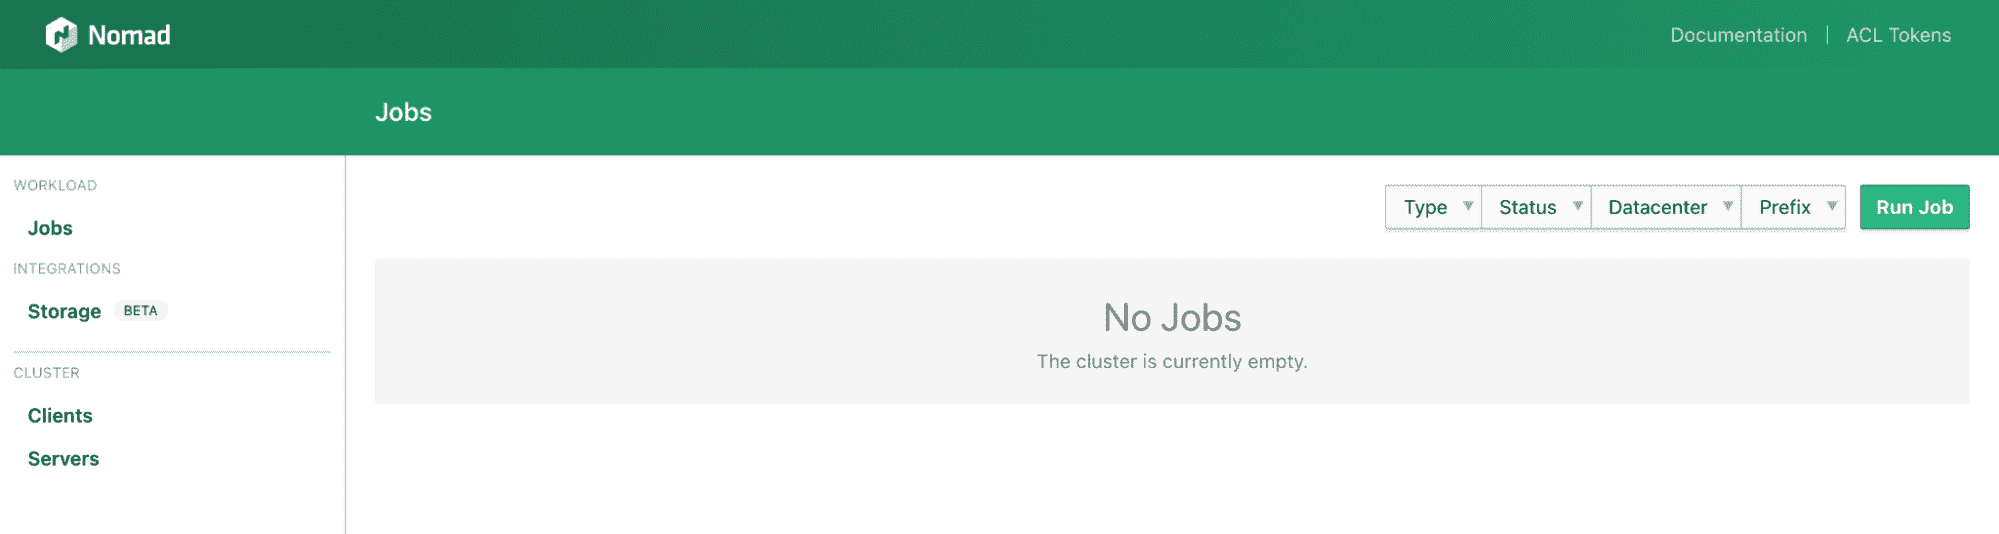 Nomad
Documentation
ACL Tokens
Jobs
WORKLOAD
Jobs
INTEGRATIONS
Storage BETA
CLUSTER
Clients
Servers
Type Status Datacenter Prefix Run Job
No Jobs
The cluster is currently empty.